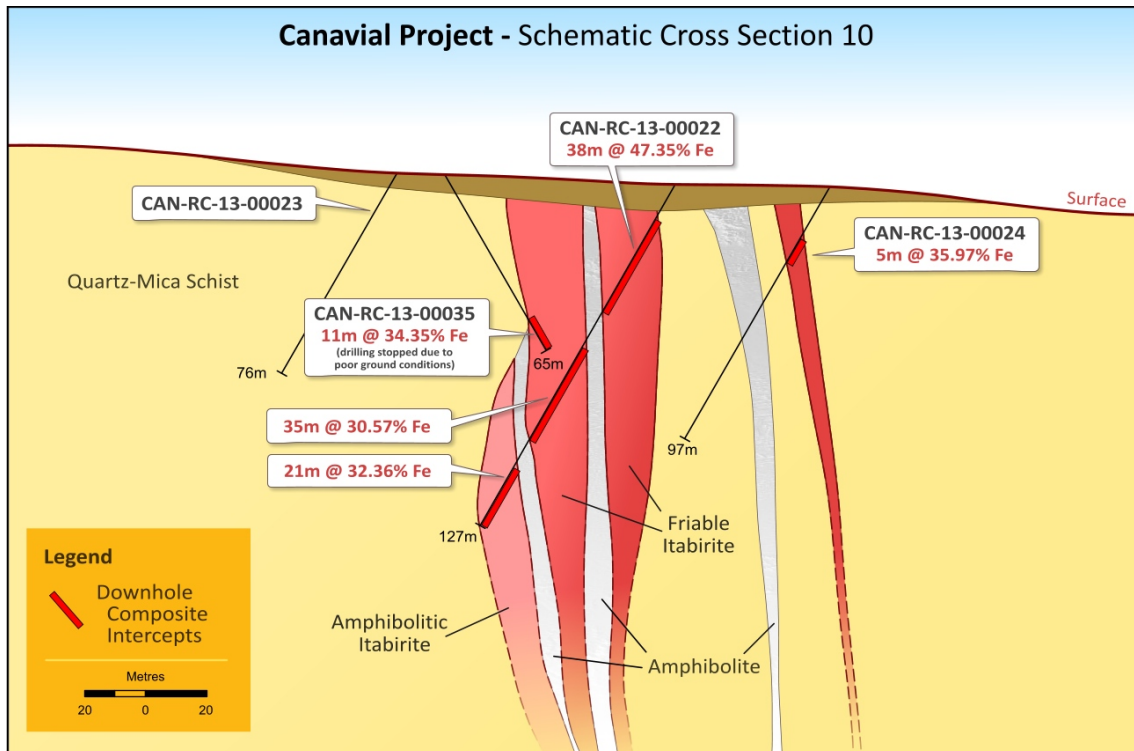 Canavial Project - Schematic Cross Section 10
CAN-RC-13-00022
38m @ 47.35% Fe
CAN-RC-13-00023
Surface
CAN-RC-13-00024
5m @ 35.97% Fe
Quartz-Mica Schist
CAN-RC-13-00035
11m @ 34.35% Fe
(drilling stopped due to
poor ground conditions)
65m
76m
35m @ 30.57% Fe
97m
21m @ 32.36% Fe
127m
Friable
Itabirite
Legend
Downhole
Composite
Intercepts
Metres
20 0 20
Amphibolitic
Itabirite
Amphibolite